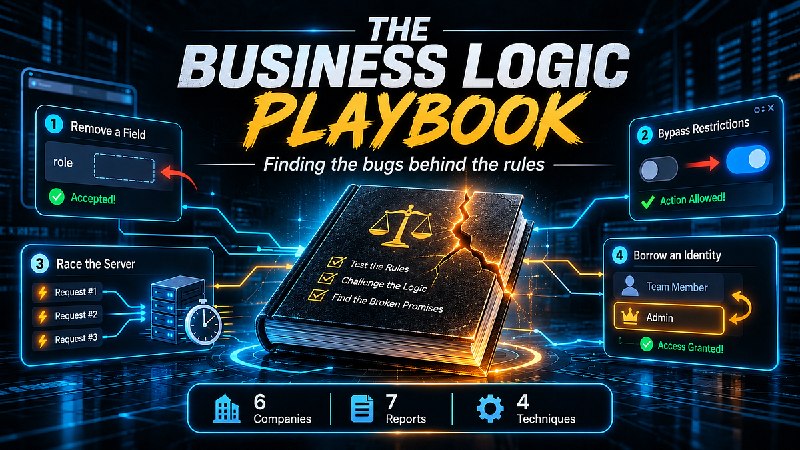 THE
BUSINESS LOGIC
PLAYBOOK
Finding the bugs behind the rules
1 Remove a Field
role
Accepted!
2 Bypass Restrictions
Action Allowed!
3 Race the Server
Request #1
Request #2
Request #3
4 Borrow an Identity
Team Member
Admin
Access Granted!
Test the Rules
Challenge the Logic
Find the Broken Promises
6
Companies
7
Reports
4
Techniques